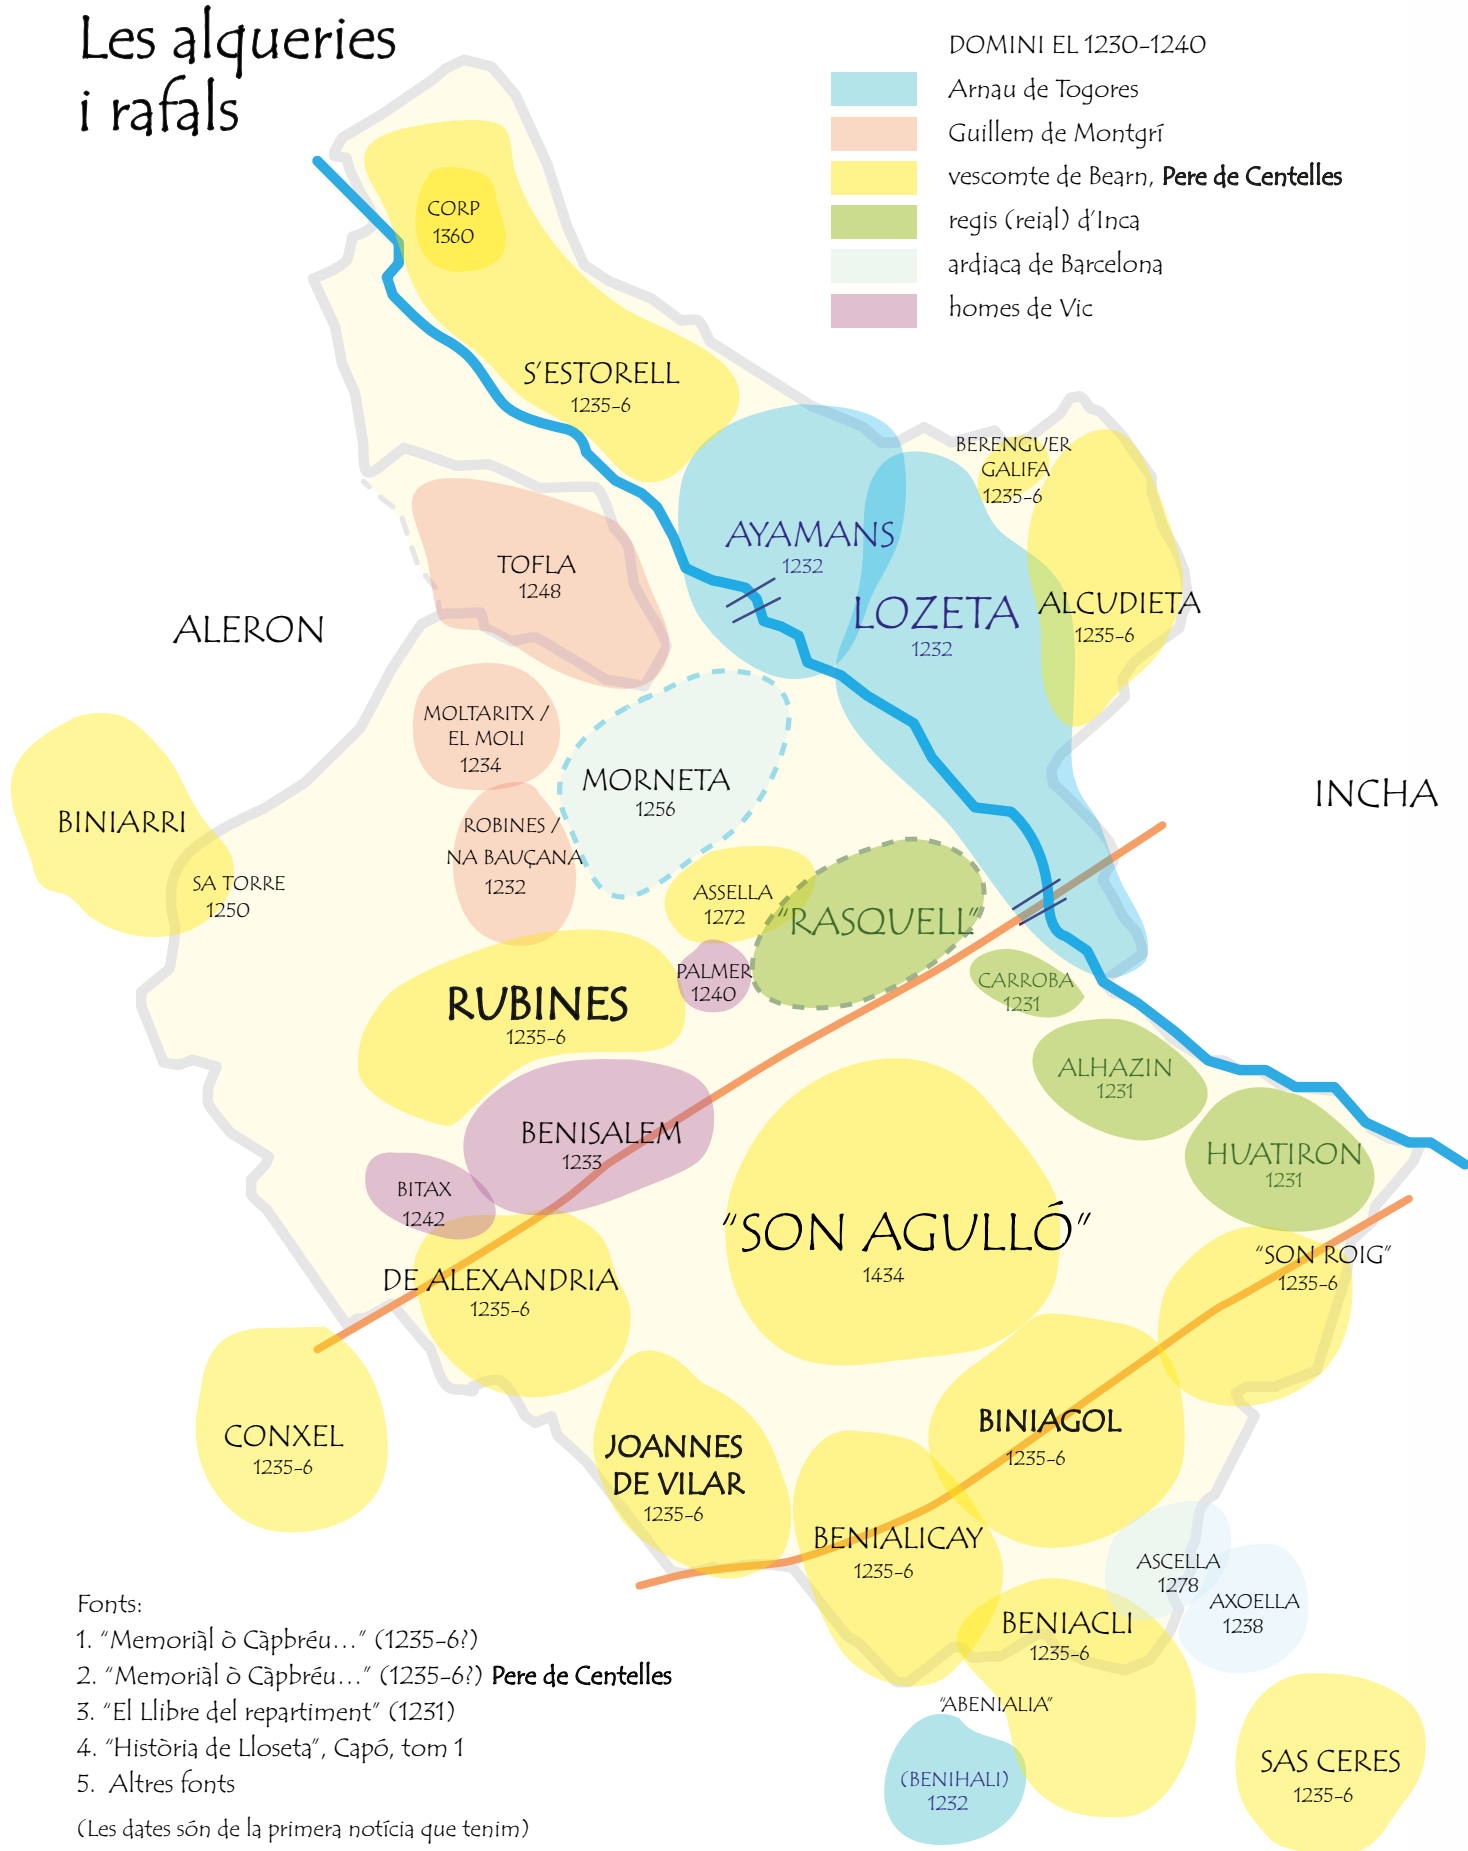 Les alqueries
i rafals
DOMINI EL 1230-1240
Arnau de Togores
Guillem de Montgrí
vescomte de Bearn, Pere de Centelles
regis (reial) d'Inca
ardiaca de Barcelona
homes de Vic
CORP
1360
S'ESTORELL
1235-6
BERENGUER
GALIFA
1235-6
AYAMANS
1232
TOFLA
1248
LOZETA
1232
ALCUDIETA
1235-6
ALERON
MOLTARITX /
EL MOLI
1234
MORNETA
1256
INCHA
BINIARRI
ROBINES /
NA BAUÇANA
1232
SA TORRE
1250
ASSELLA
1272
"RASQUELL"
PALMER
1240
CARROBA
1231
RUBINES
1235-6
ALHAZIN
1231
BENISALEM
1233
HUATIRON
1231
BITAX
1242
"SON AGULLÓ"
1434
"SON ROIG"
1235-6
DE ALEXANDRIA
1235-6
CONXEL
1235-6
JOANNES
DE VILAR
1235-6
BINIAGOL
1235-6
BENIALICAY
1235-6
ASCELLA
1278
AXOELLA
1238
BENIACLI
1235-6
"ABENIALIA"
(BENIHALI)
1232
SAS CERES
1235-6
Fonts:
1. "Memoriàl ò Càpbréu..." (1235-6?)
2. "Memoriàl ò Càpbréu..." (1235-6?) Pere de Centelles
3. "El Llibre del repartiment" (1231)
4. "Història de Lloseta", Capó, tom 1
5. Altres fonts
(Les dates són de la primera notícia que tenim)